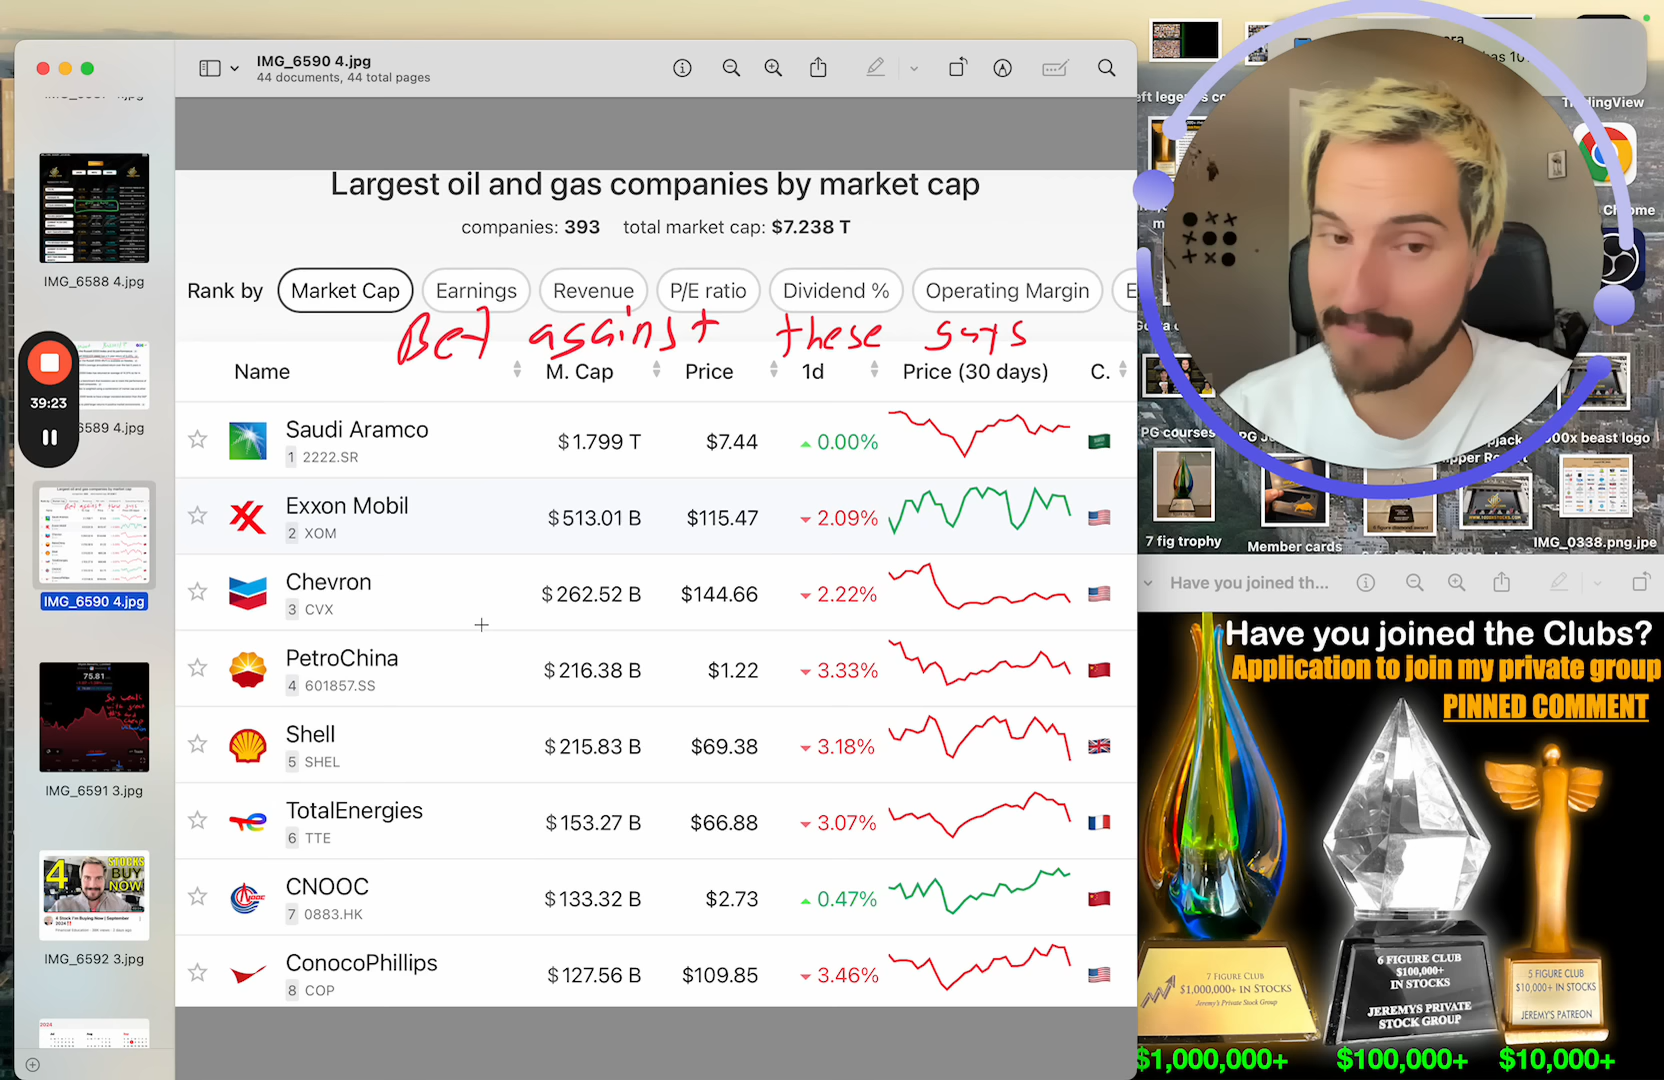 IMG_6590 4.jpg
44 documents, 44 total pages
IMG_6588 4.jpg
39:23
6589 4.jpg
IMG_6590 4.jpg
IMG_6591 3.jpg
4 STOCKS
BUY
NOW
IMG_6592 3.jpg
2024
Largest oil and gas companies by market cap
companies: 393 total market cap: $7.238 T
Rank by Market Cap Earnings Revenue P/E ratio Dividend % Operating Margin E
Bet against these guys
Name M. Cap Price 1d Price (30 days) C.
Saudi Aramco $1.799 T $7.44 0.00%
1 2222.SR
Exxon Mobil $513.01 B $115.47 2.09%
2 XOM
Chevron $262.52 B $144.66 2.22%
3 CVX
PetroChina $216.38 B $1.22 3.33%
4 601857.SS
Shell $215.83 B $69.38 3.18%
5 SHEL
TotalEnergies $153.27 B $66.88 3.07%
6 TTE
CNOOC $133.32 B $2.73 0.47%
7 0883.HK
ConocoPhillips $127.56 B $109.85 3.46%
8 COP
TradingView
Chrome
PG courses
00x beast logo
7 fig trophy
Member cards
IMG_0338.png.jpe
Have you joined th...
Have you joined the Clubs?
Application to join my private group
PINNED COMMENT
7 FIGURE CLUB
$1,000,000+ IN STOCKS
Jeremy's Private Stock Group
6 FIGURE CLUB
$100,000+
IN STOCKS
JEREMYS PRIVATE
STOCK GROUP
5 FIGURE CLUB
$10,000+ IN STOCKS
JEREMY'S PATREON
$1,000,000+ $100,000+ $10,000+